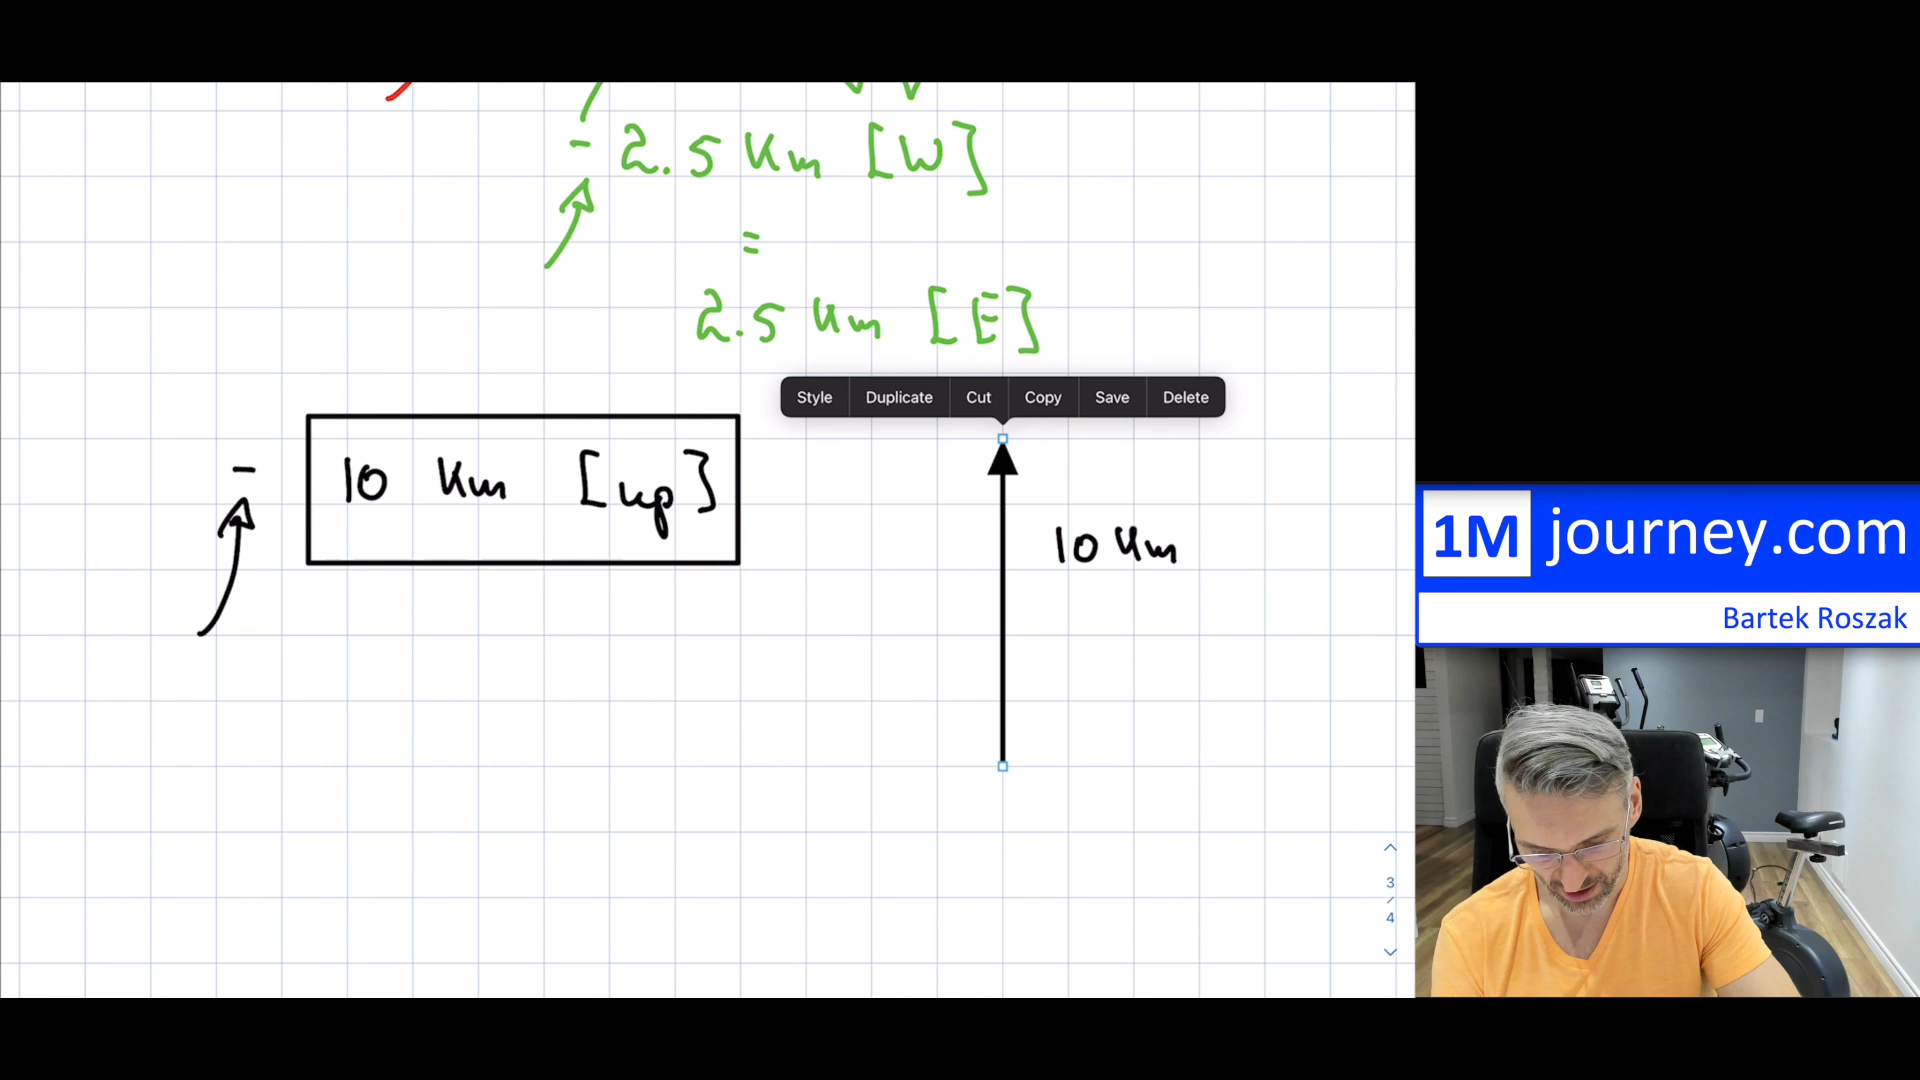 - 2.5 Km [W]
=
2.5 Km [E]
Style Duplicate Cut Copy Save Delete
- 10 Km [up]
10 Km
1M journey.com
Bartek Roszak
3
/
4